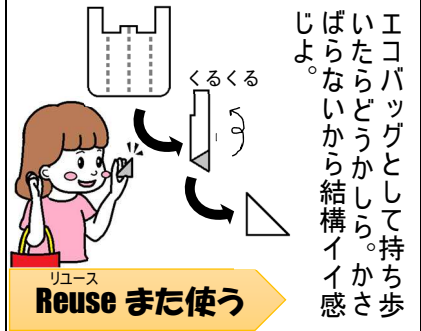 エコバッグとして持ち歩
いたらどうかしら。かさ
ばらないから結構イイ感
じよ。
くるくる
リユース
Reuse また使う